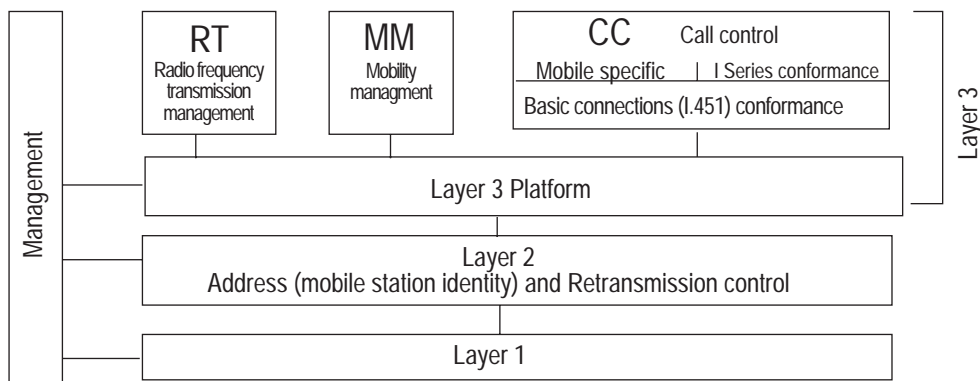 RT
Radio frequency
transmission
management
MM
Mobility
managment
CC Call control
Mobile specific I Series conformance
Basic connections (I.451) conformance
Layer 3
Management
Layer 3 Platform
Layer 2
Address (mobile station identity) and Retransmission control
Layer 1